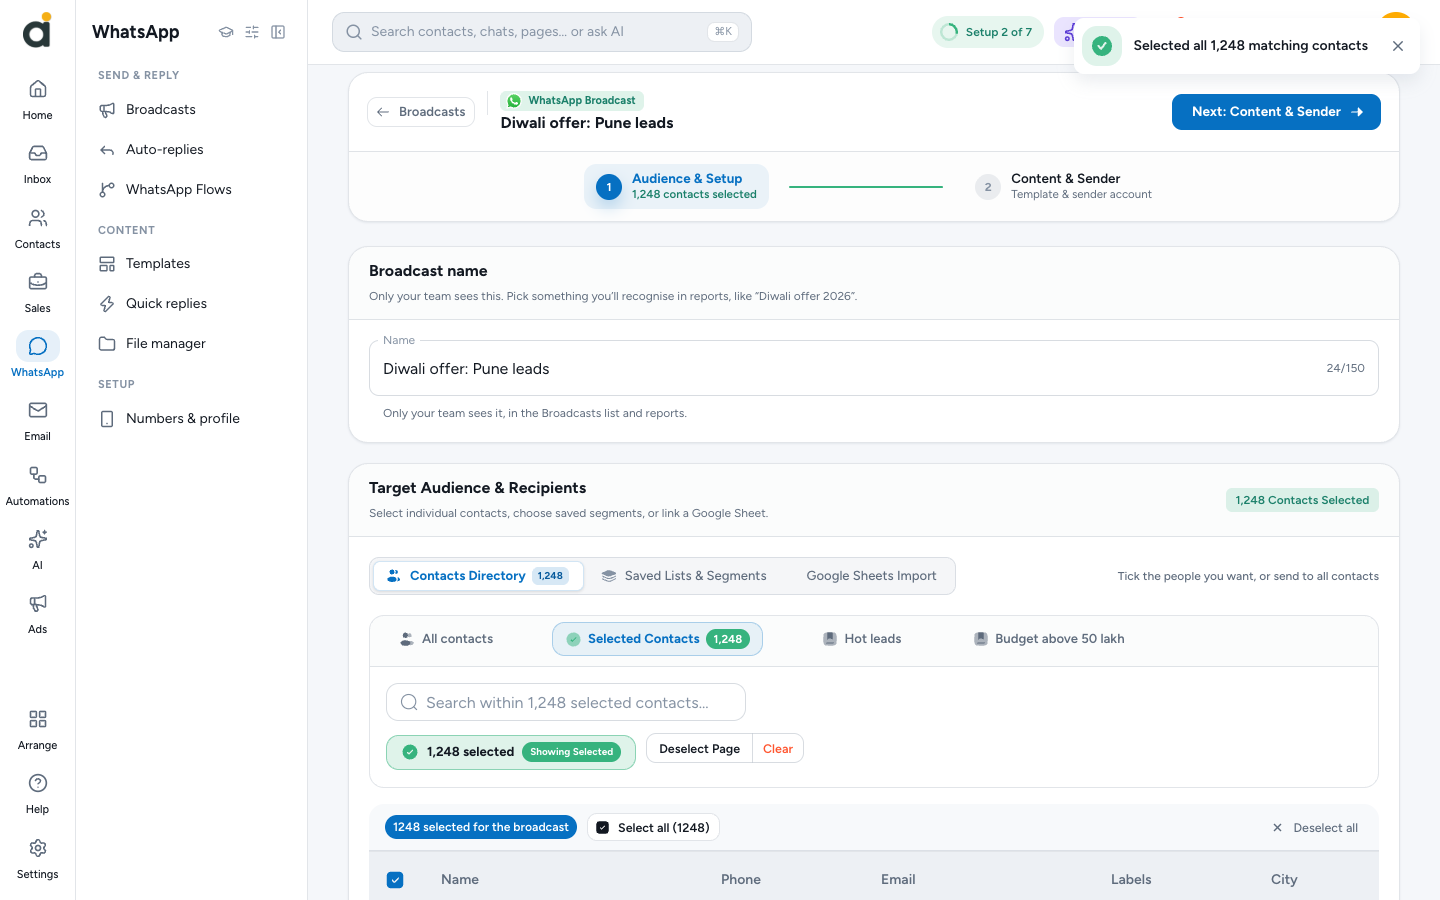 WhatsApp
Search contacts, chats, pages... or ask AI
⌘K
Setup 2 of 7
Selected all 1,248 matching contacts
Home
Inbox
Contacts
Sales
WhatsApp
Email
Automations
AI
Ads
Arrange
Help
Settings
SEND & REPLY
Broadcasts
Auto-replies
WhatsApp Flows
CONTENT
Templates
Quick replies
File manager
SETUP
Numbers & profile
Broadcasts
WhatsApp Broadcast
Diwali offer: Pune leads
Next: Content & Sender
1
Audience & Setup
1,248 contacts selected
2
Content & Sender
Template & sender account
Broadcast name
Only your team sees this. Pick something you'll recognise in reports, like “Diwali offer 2026”.
Name
Diwali offer: Pune leads
24/150
Only your team sees it, in the Broadcasts list and reports.
Target Audience & Recipients
Select individual contacts, choose saved segments, or link a Google Sheet.
1,248 Contacts Selected
Contacts Directory 1,248
Saved Lists & Segments
Google Sheets Import
Tick the people you want, or send to all contacts
All contacts
Selected Contacts 1,248
Hot leads
Budget above 50 lakh
Search within 1,248 selected contacts...
1,248 selected Showing Selected
Deselect Page
Clear
1248 selected for the broadcast
Select all (1248)
Deselect all
Name
Phone
Email
Labels
City